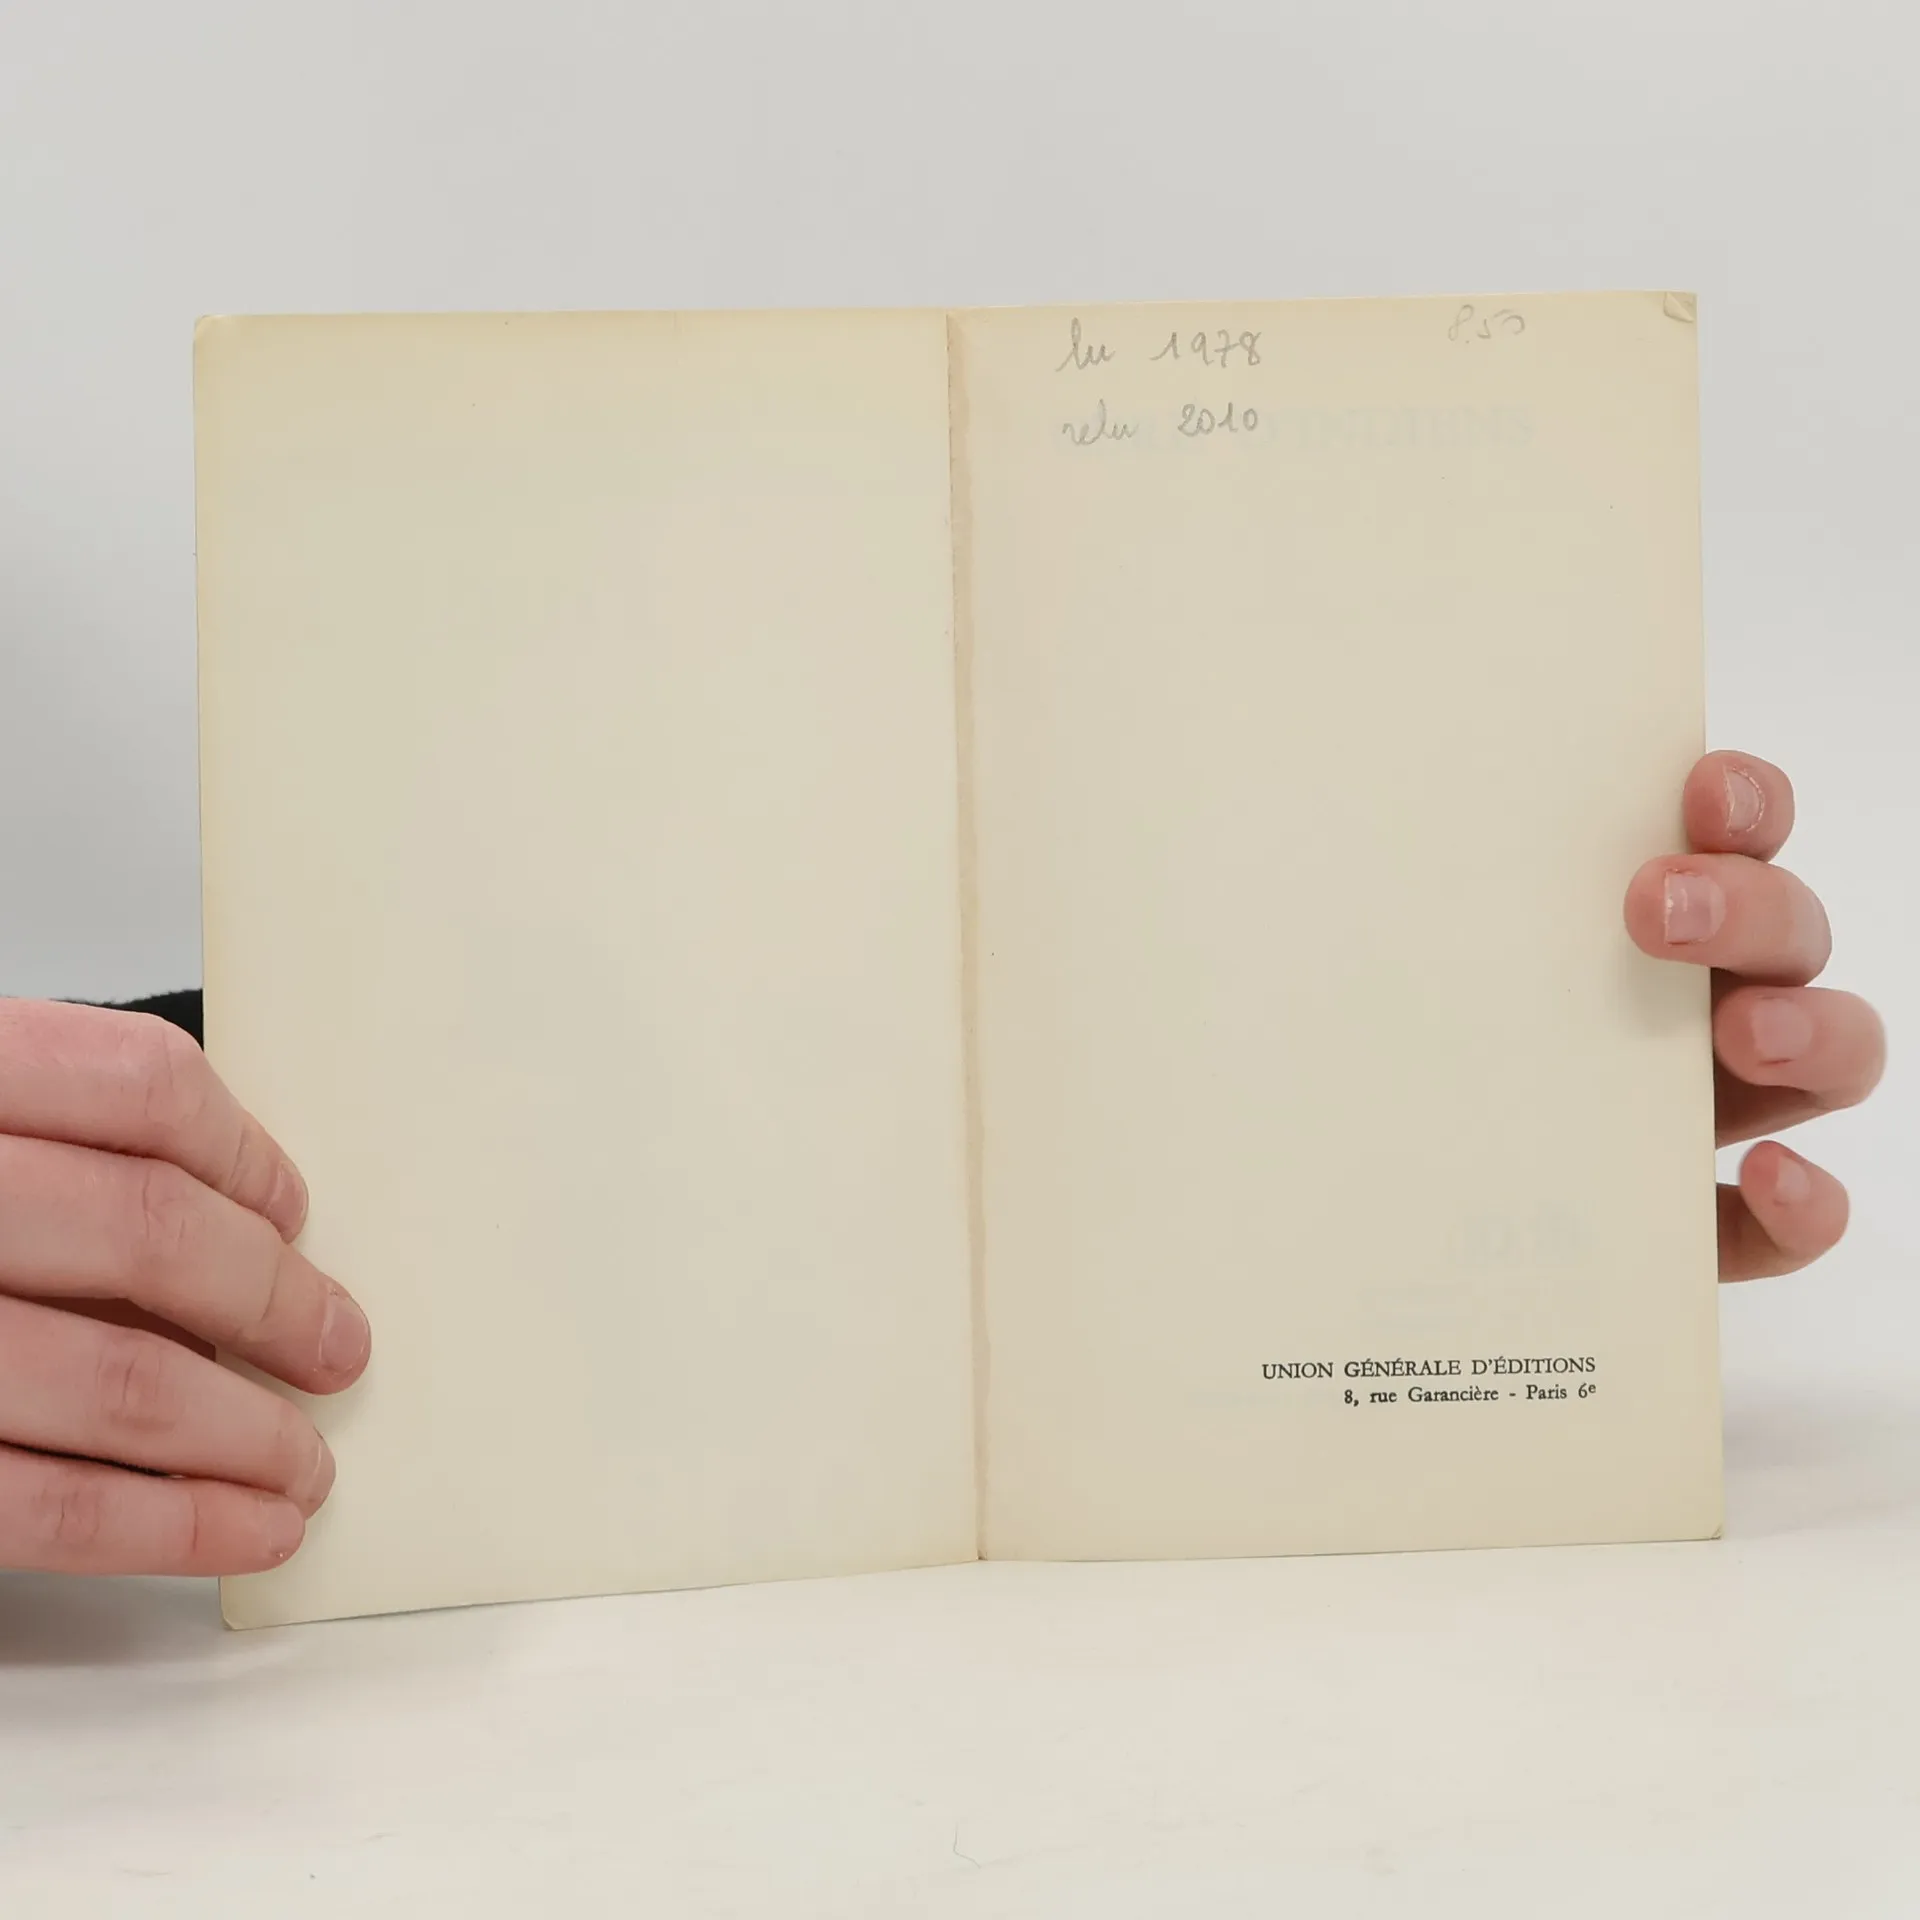 lu 1978
8.50
relu 2010
UNION GÉNÉRALE D'ÉDITIONS
8, rue Garancière - Paris 6e